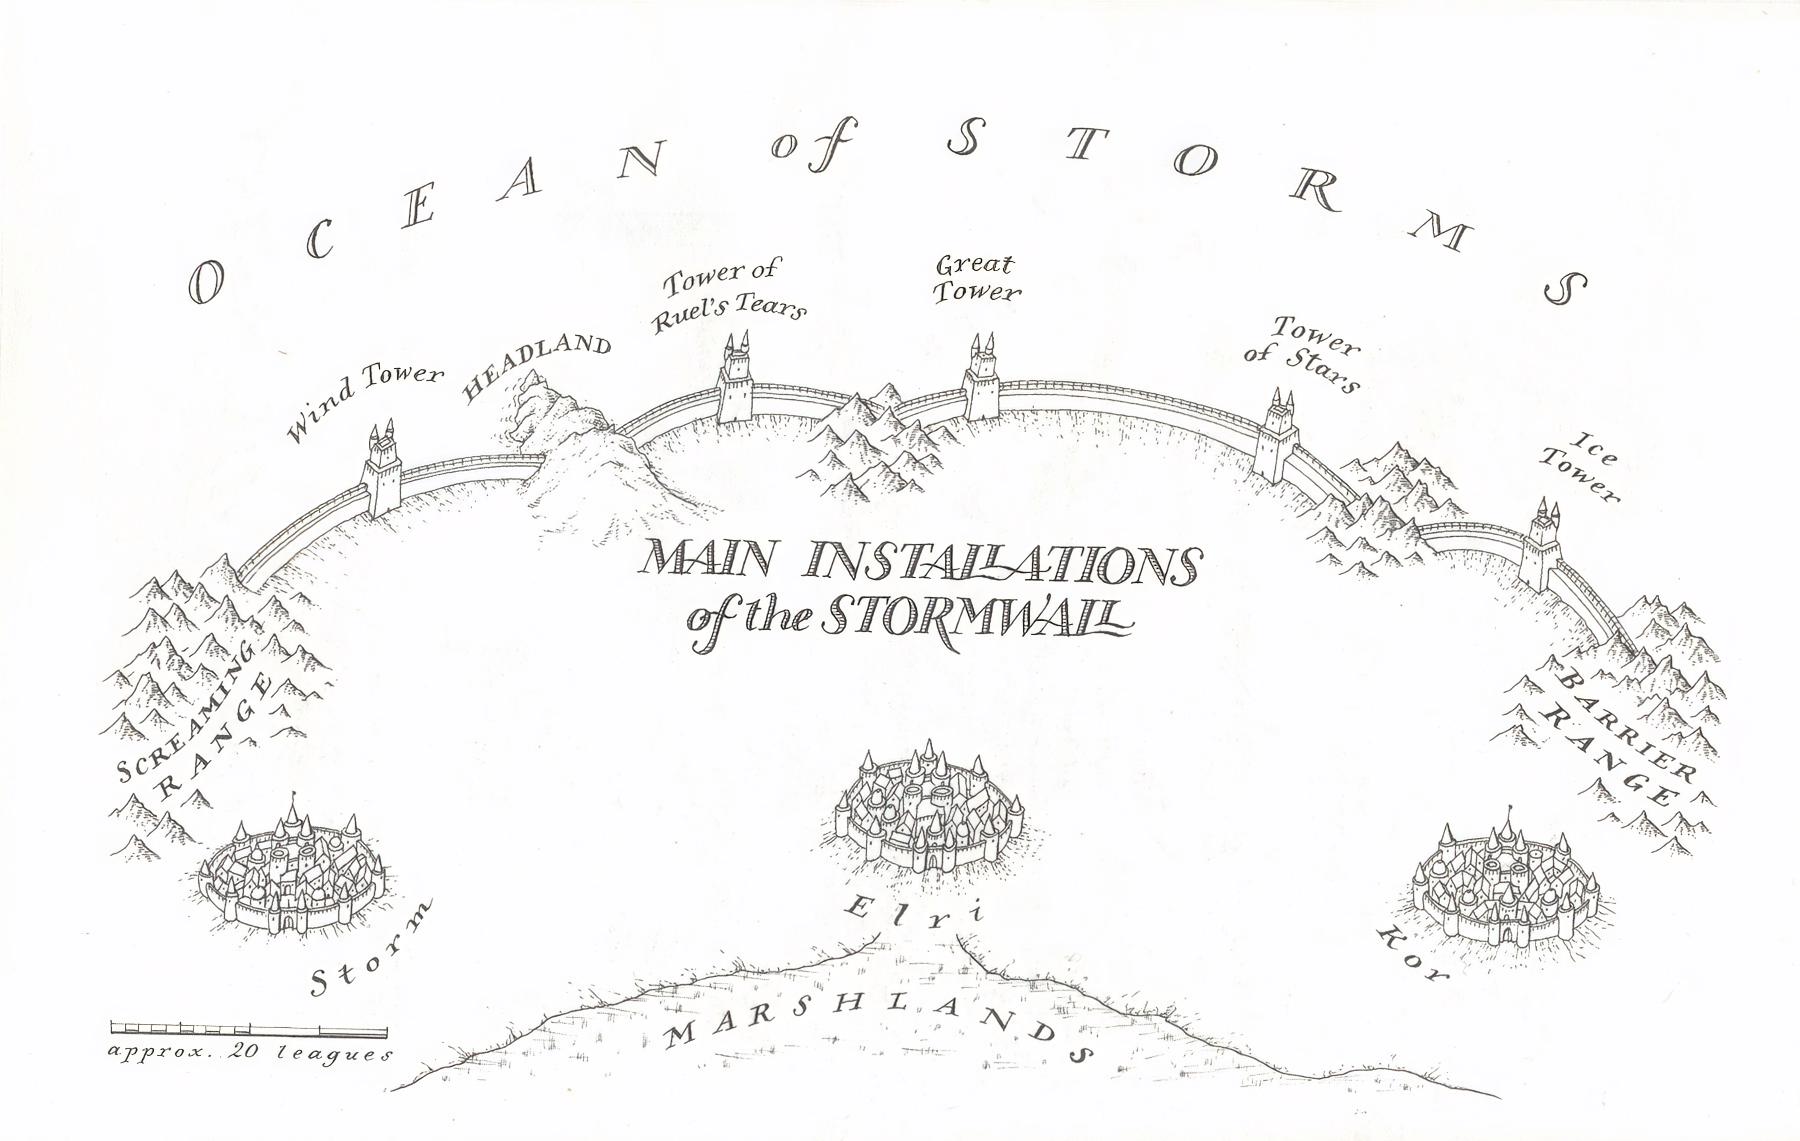 OCEAN of STORMS
Great
Tower
Tower of
Ruel's Tears
Tower
of Stars
HEADLAND
Wind Tower
Ice
Tower
MAIN INSTALLATIONS
of the STORMWALL
SCREAMING
RANGE
BARRIER
RANGE
Elri
Storm
Kor
MARSHLANDS
approx. 20 leagues